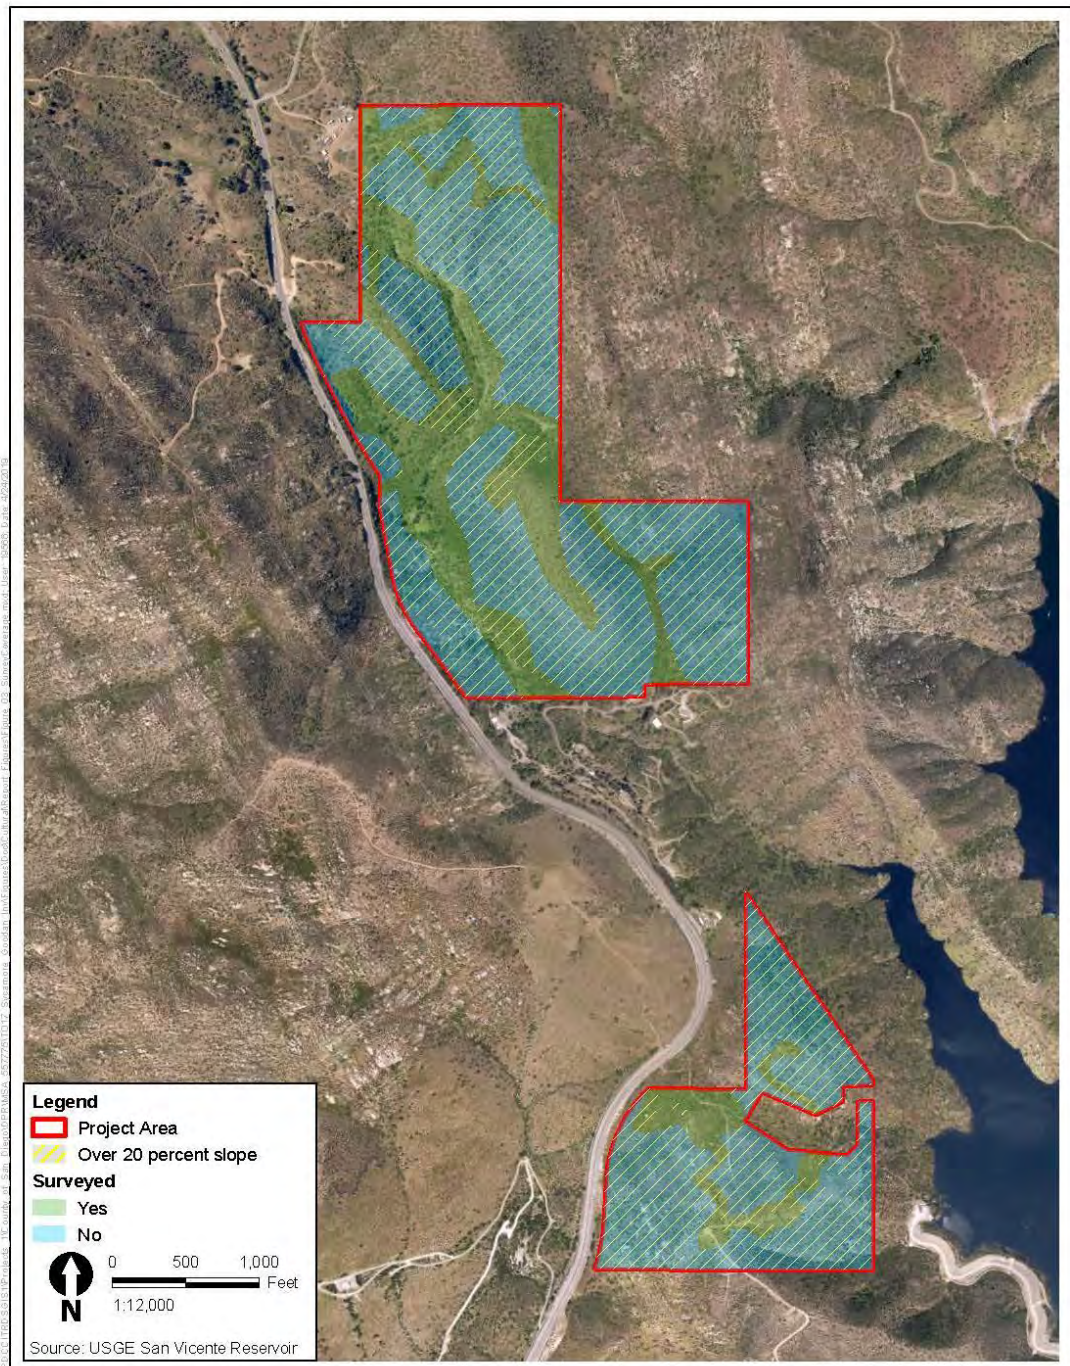 Legend
Project Area
Over 20 percent slope
Surveyed
Yes
No
0 500 1,000
Feet
1:12,000
N
Source: USGE San Vicente Reservoir